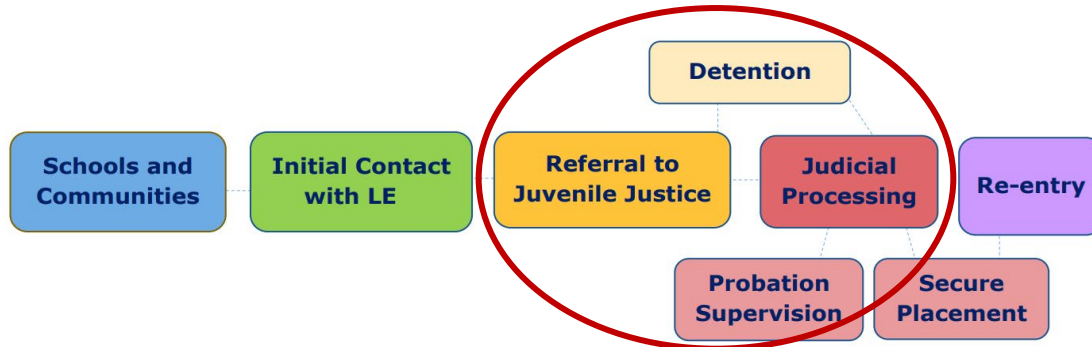 Detention
Schools and
Communities
Initial Contact
with LE
Referral to
Juvenile Justice
Judicial
Processing
Re-entry
Probation
Supervision
Secure
Placement